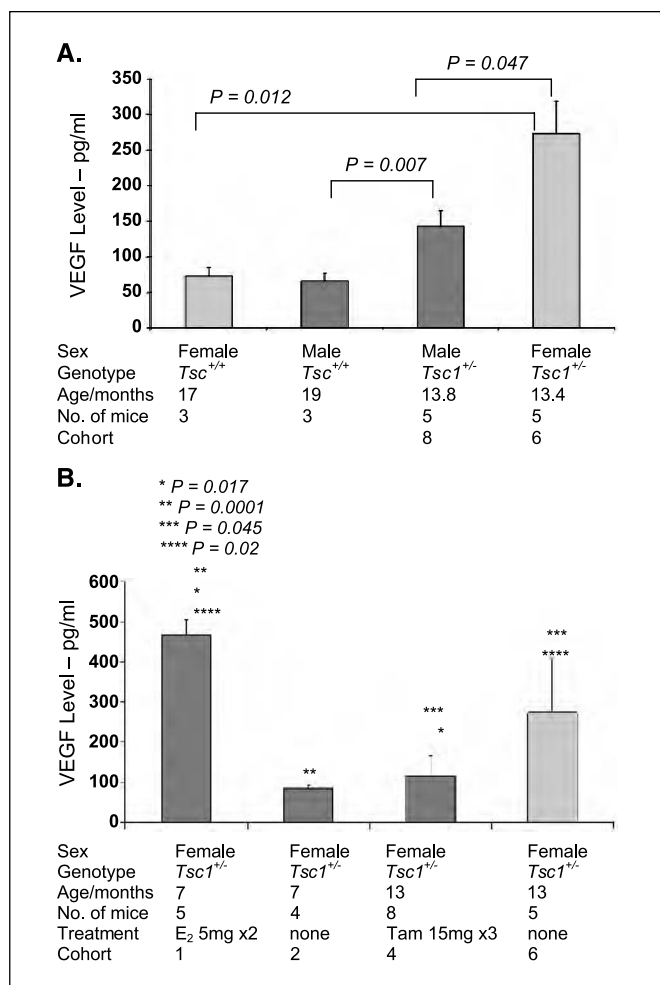 A.
350
300
250
200
150
100
50
0
VEGF Level – pg/ml
P = 0.047
P = 0.012
P = 0.007
Sex Female Male Male Female
Genotype Tsc+/+ Tsc+/+ Tsc1+/- Tsc1+/-
Age/months 17 19 13.8 13.4
No. of mice 3 3 5 5
Cohort 8 6
B.
* P = 0.017
** P = 0.0001
*** P = 0.045
**** P = 0.02
600
500
400
300
200
100
0
VEGF Level – pg/ml
**
*
****
**
***
*
***
****
Sex Female Female Female Female
Genotype Tsc1+/- Tsc1+/- Tsc1+/- Tsc1+/-
Age/months 7 7 13 13
No. of mice 5 4 8 5
Treatment E2 5mg x2 none Tam 15mg x3 none
Cohort 1 2 4 6